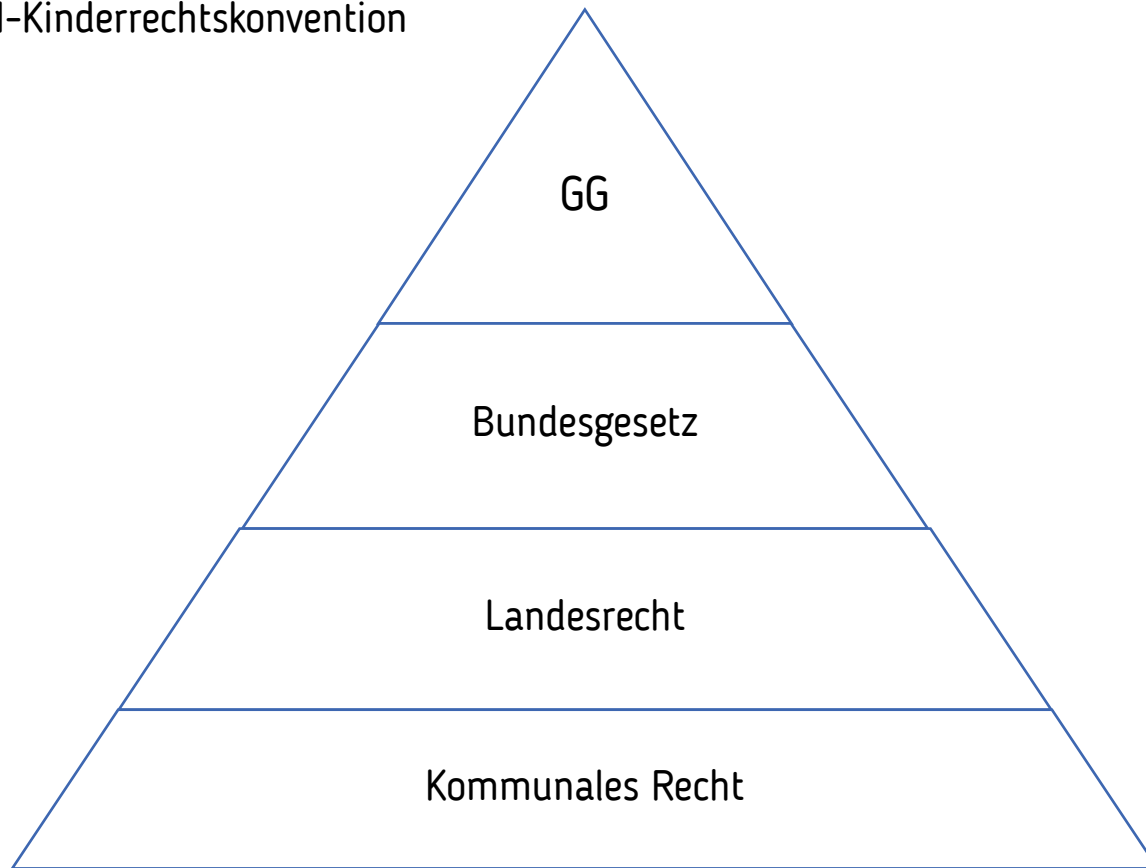 -Kinderrechtskonvention
GG
Bundesgesetz
Landesrecht
Kommunales Recht